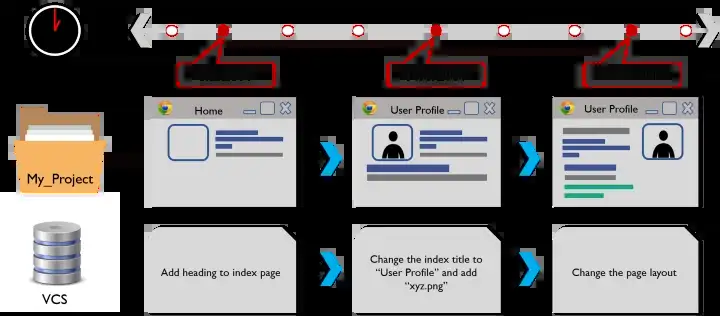 Home
User Profile
User Profile
My_Project
Add heading to index page
Change the index title to
“User Profile” and add
“xyz.png”
Change the page layout
VCS